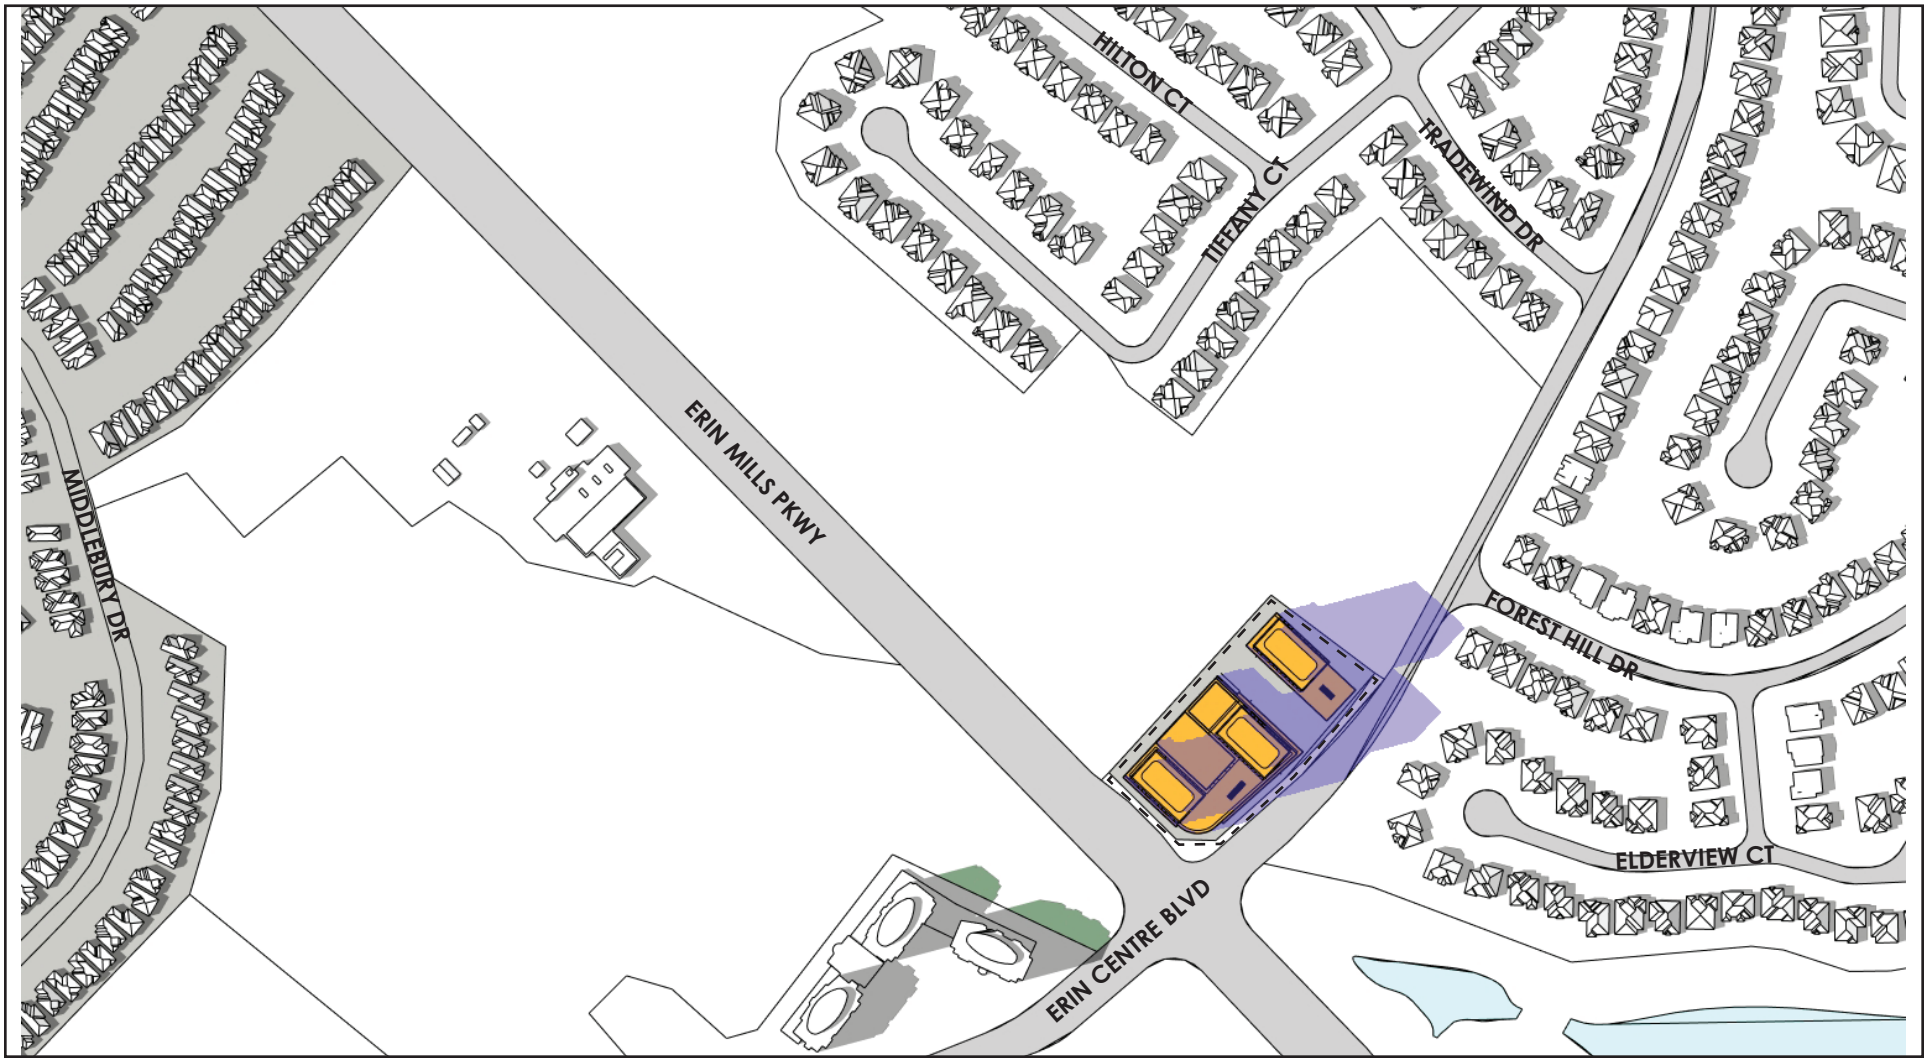 HILTON CT
TIFFANY CT
TRADEWIND DR
ERIN MILLS PKWY
MIDDLEBURY DR
FOREST HILL DR
ELDERVIEW CT
ERIN CENTRE BLVD